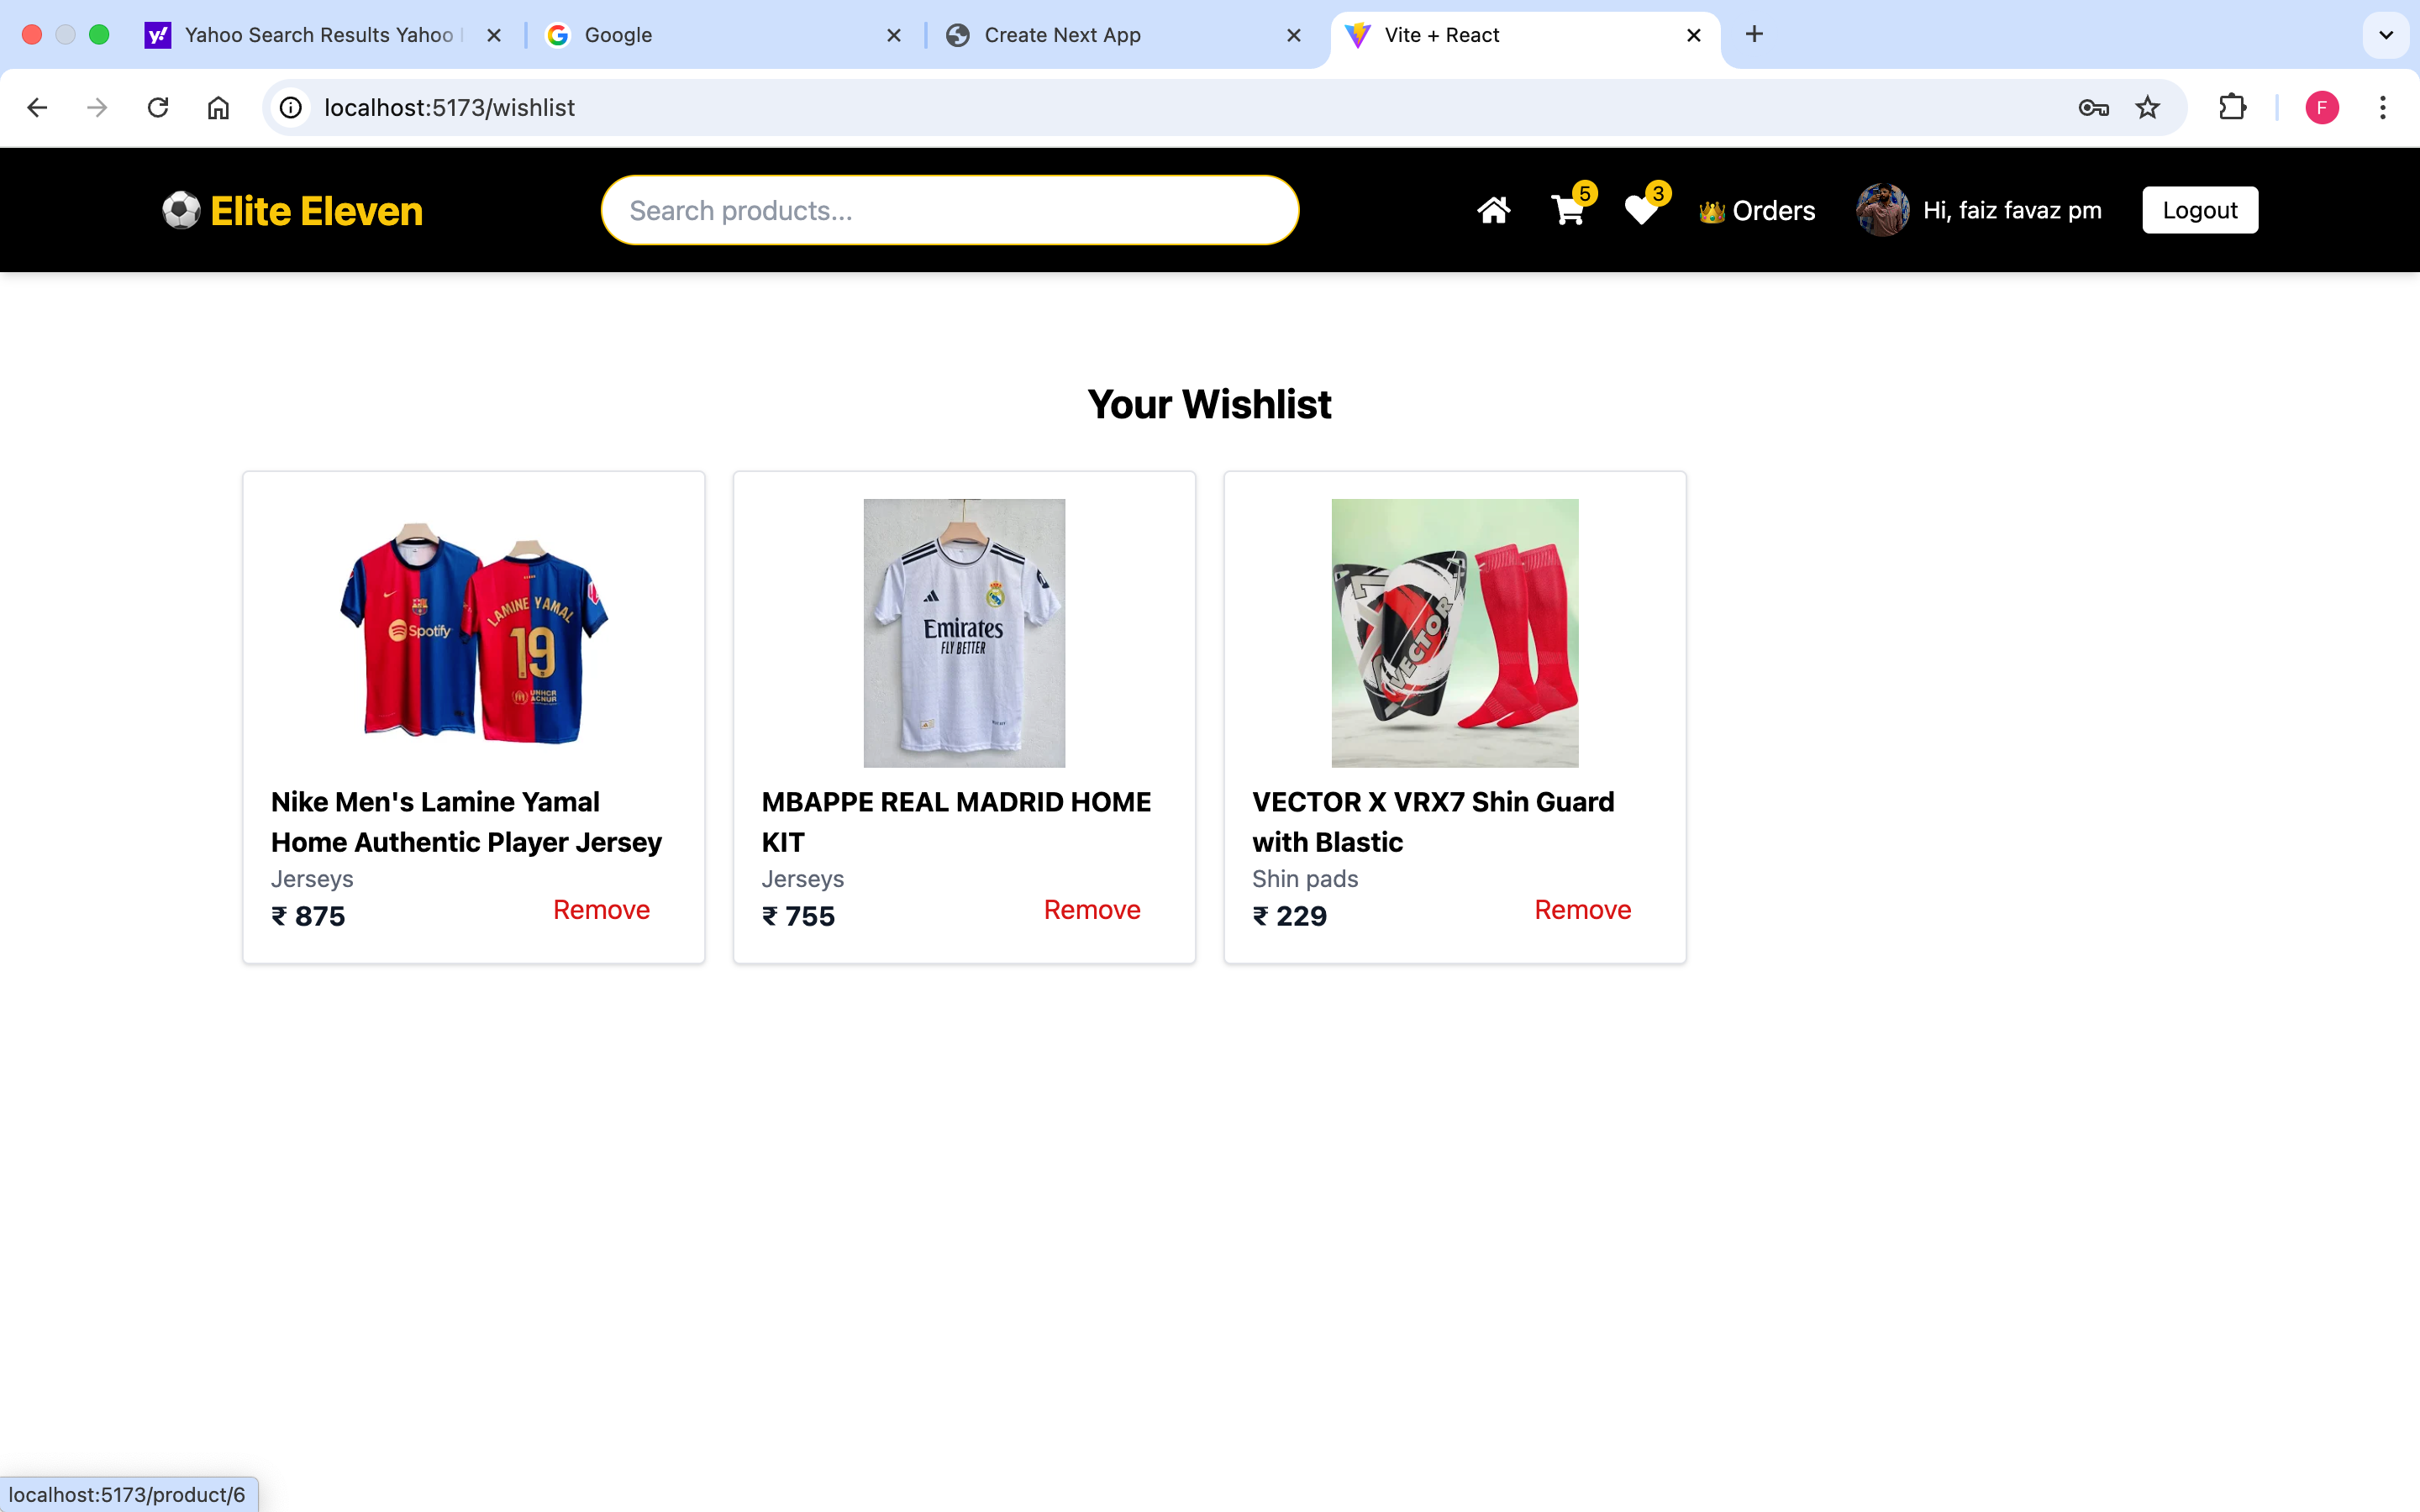 Yahoo Search Results Yahoo
Google
Create Next App
Vite + React
localhost:5173/wishlist
F
⚽ Elite Eleven
Search products...
5
3
👑 Orders
Hi, faiz favaz pm
Logout
Your Wishlist
Spotify
LAMINE YAMAL
19
UNHCR
ACNUR
Nike Men's Lamine Yamal
Home Authentic Player Jersey
Jerseys
₹ 875
Remove
Emirates
FLY BETTER
MBAPPE REAL MADRID HOME
KIT
Jerseys
₹ 755
Remove
VECTOR
VECTOR X VRX7 Shin Guard
with Blastic
Shin pads
₹ 229
Remove
localhost:5173/product/6